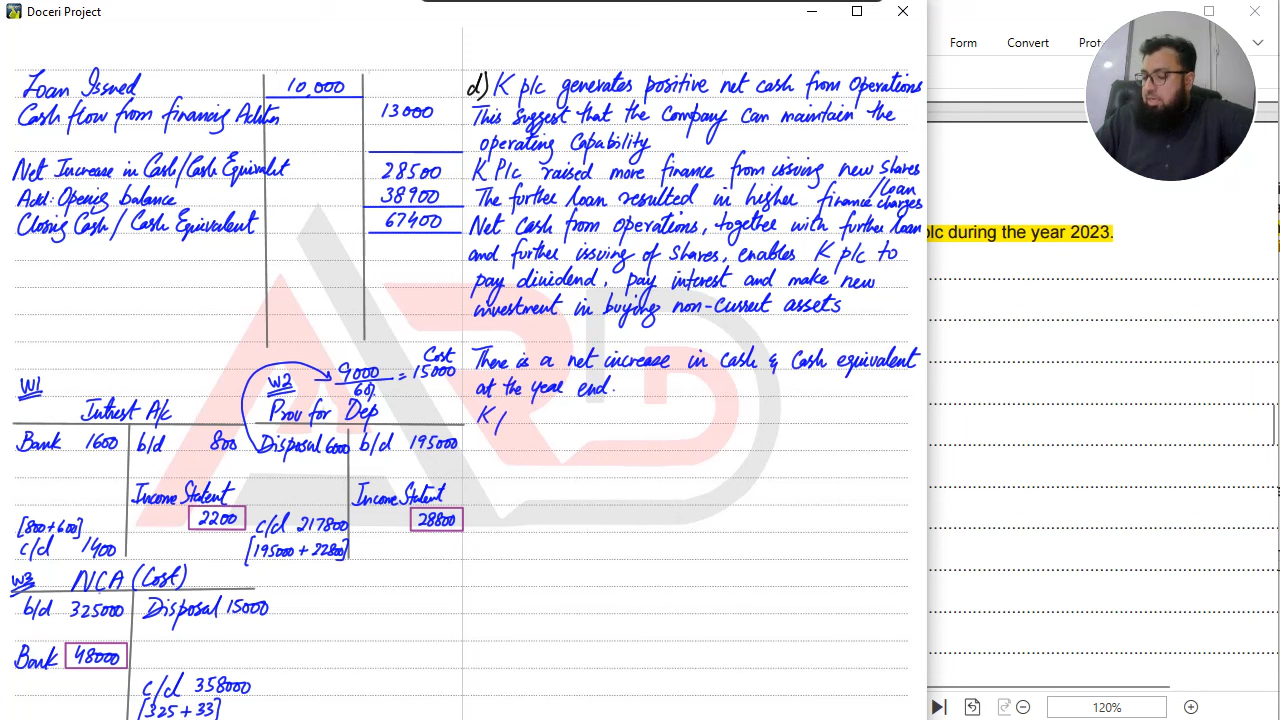 Doceri Project
Form Convert Prot
Loan Issued 10,000
Cash flow from financing 13000
Net Increase in Cash/Cash Equivalent 28500
Add: Opening balance 38900
Closing Cash / Cash Equivalent 67400
d) K plc generates positive net cash from operations
This suggest that the company can maintain the
operating Capability
K Plc raised more finance from issuing new shares
/loan
The further loan resulted in higher finance charges
Net Cash from operations, together with further loan
and further issuing of Shares, enables K plc to
pay dividend, pay interest and make new
investment in buying non-Current assets
There is a net increase in cash & Cash equivalent
at the year end.
K/
plc during the year 2023.
W1
Intrest A/c
Bank 1600 b/d 800
Income Statent
2200
[800+600]
c/d 1400
W2 9000 = Cost 15000
60%
Prov for Dep
Disposal 6000 b/d 195000
Income Statent
28800
c/d 217800
[195000 + 22800]
W3 NCA (Cost)
b/d 325000 Disposal 15000
Bank 48000
c/d 358000
[325 + 33]
120%